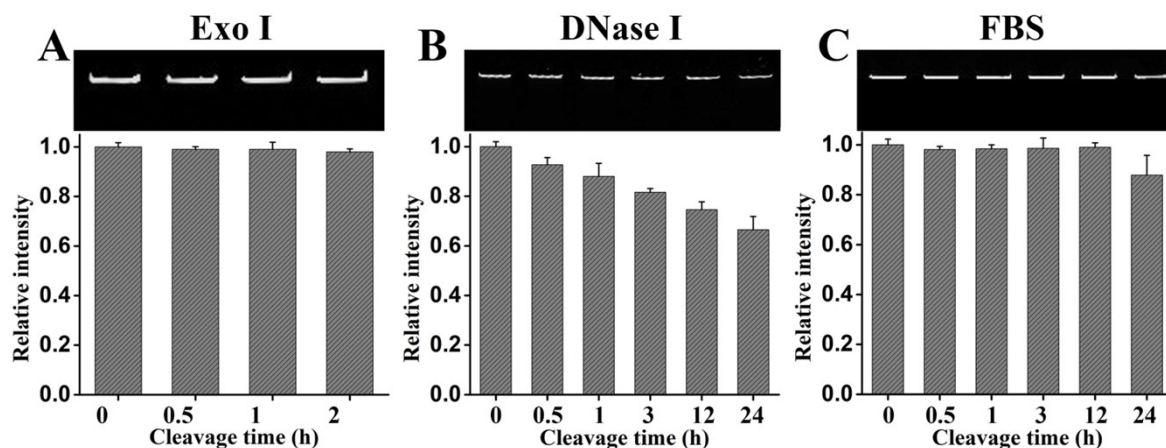 A
Exo I
Relative intensity
1.0
0.8
0.6
0.4
0.2
0.0
0 0.5 1 2
Cleavage time (h)
B
DNase I
Relative intensity
1.0
0.8
0.6
0.4
0.2
0.0
0 0.5 1 3 12 24
Cleavage time (h)
C
FBS
Relative intensity
1.0
0.8
0.6
0.4
0.2
0.0
0 0.5 1 3 12 24
Cleavage time (h)